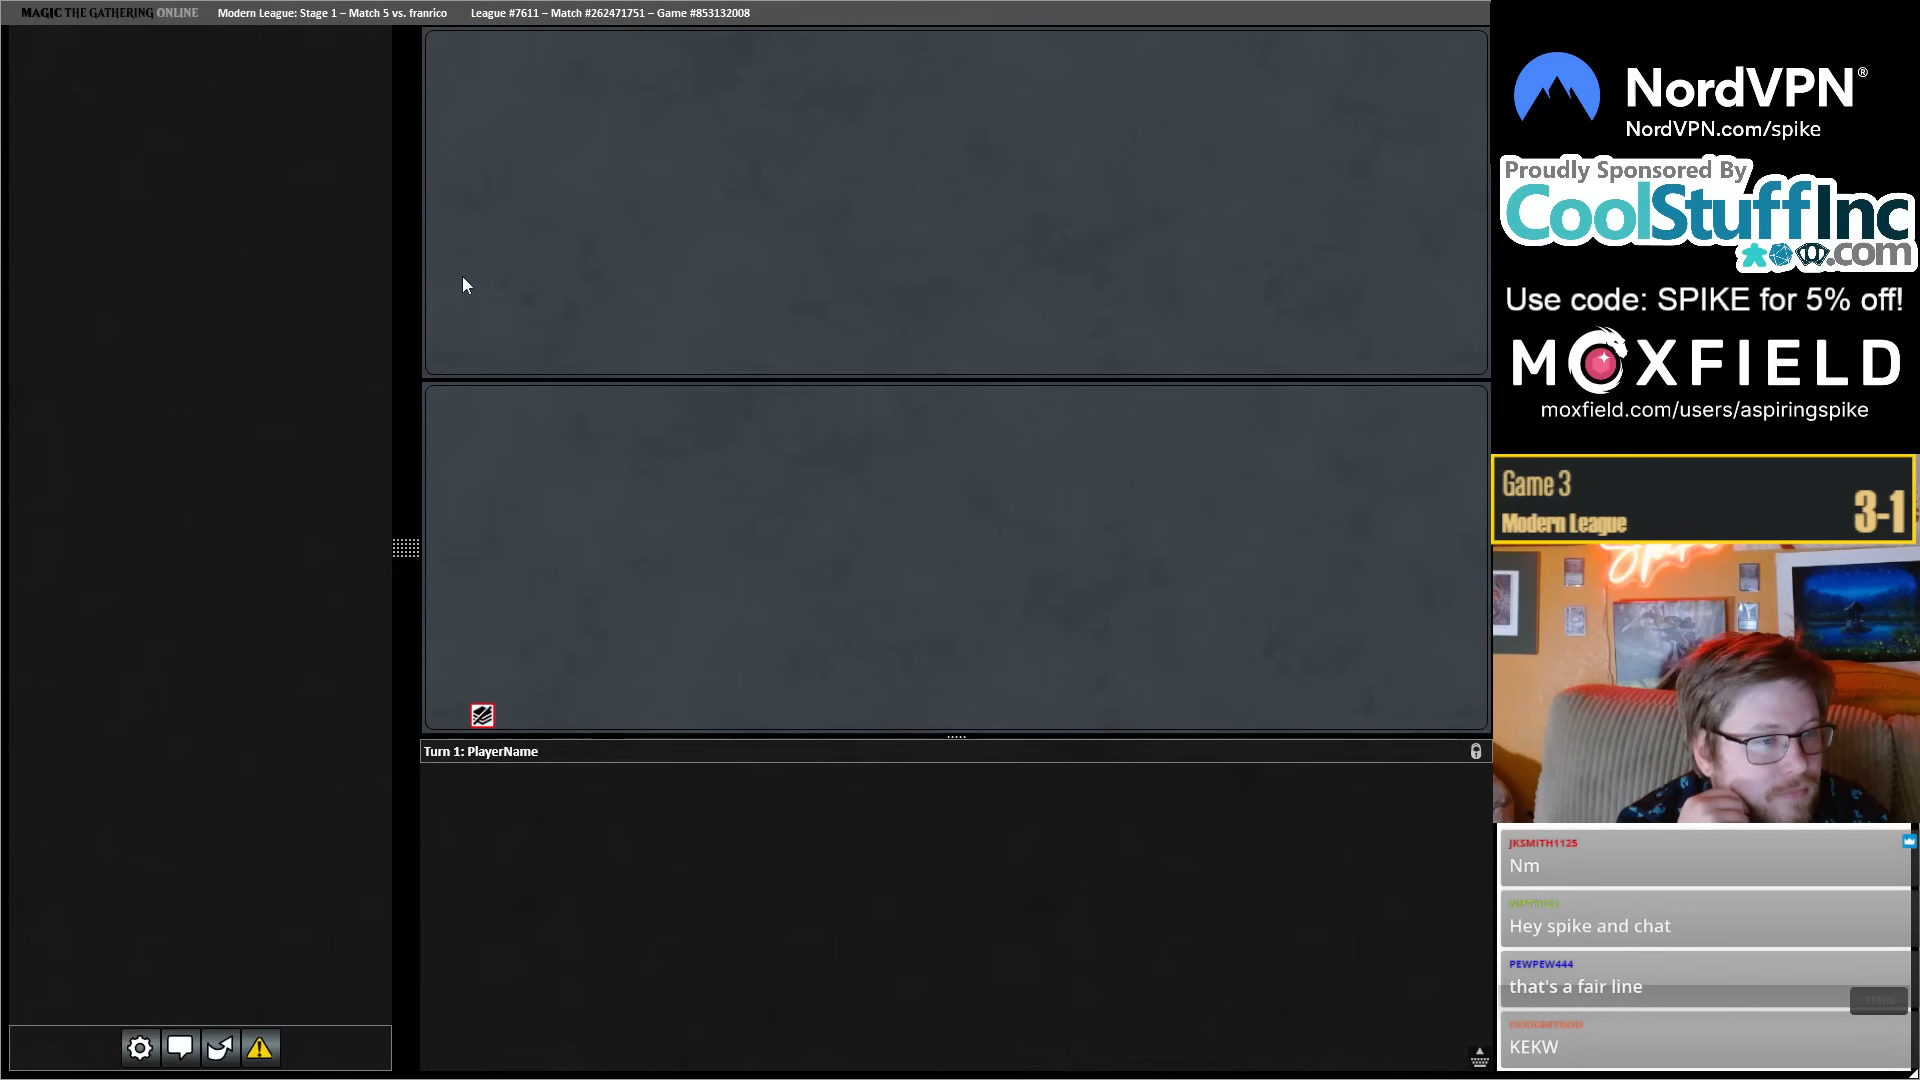 MAGIC THE GATHERING ONLINE Modern League: Stage 1 – Match 5 vs. franrico League #7611 – Match #262471751 – Game #853132008
NordVPN®
NordVPN.com/spike
Proudly Sponsored By
CoolStuffInc
.com
Use code: SPIKE for 5% off!
MOXFIELD
moxfield.com/users/aspiringspike
Game 3
Modern League
3-1
Turn 1: PlayerName
JKSMITH1125
Nm
Hey spike and chat
PEWPEW444
that's a fair line
SEND
KEKW